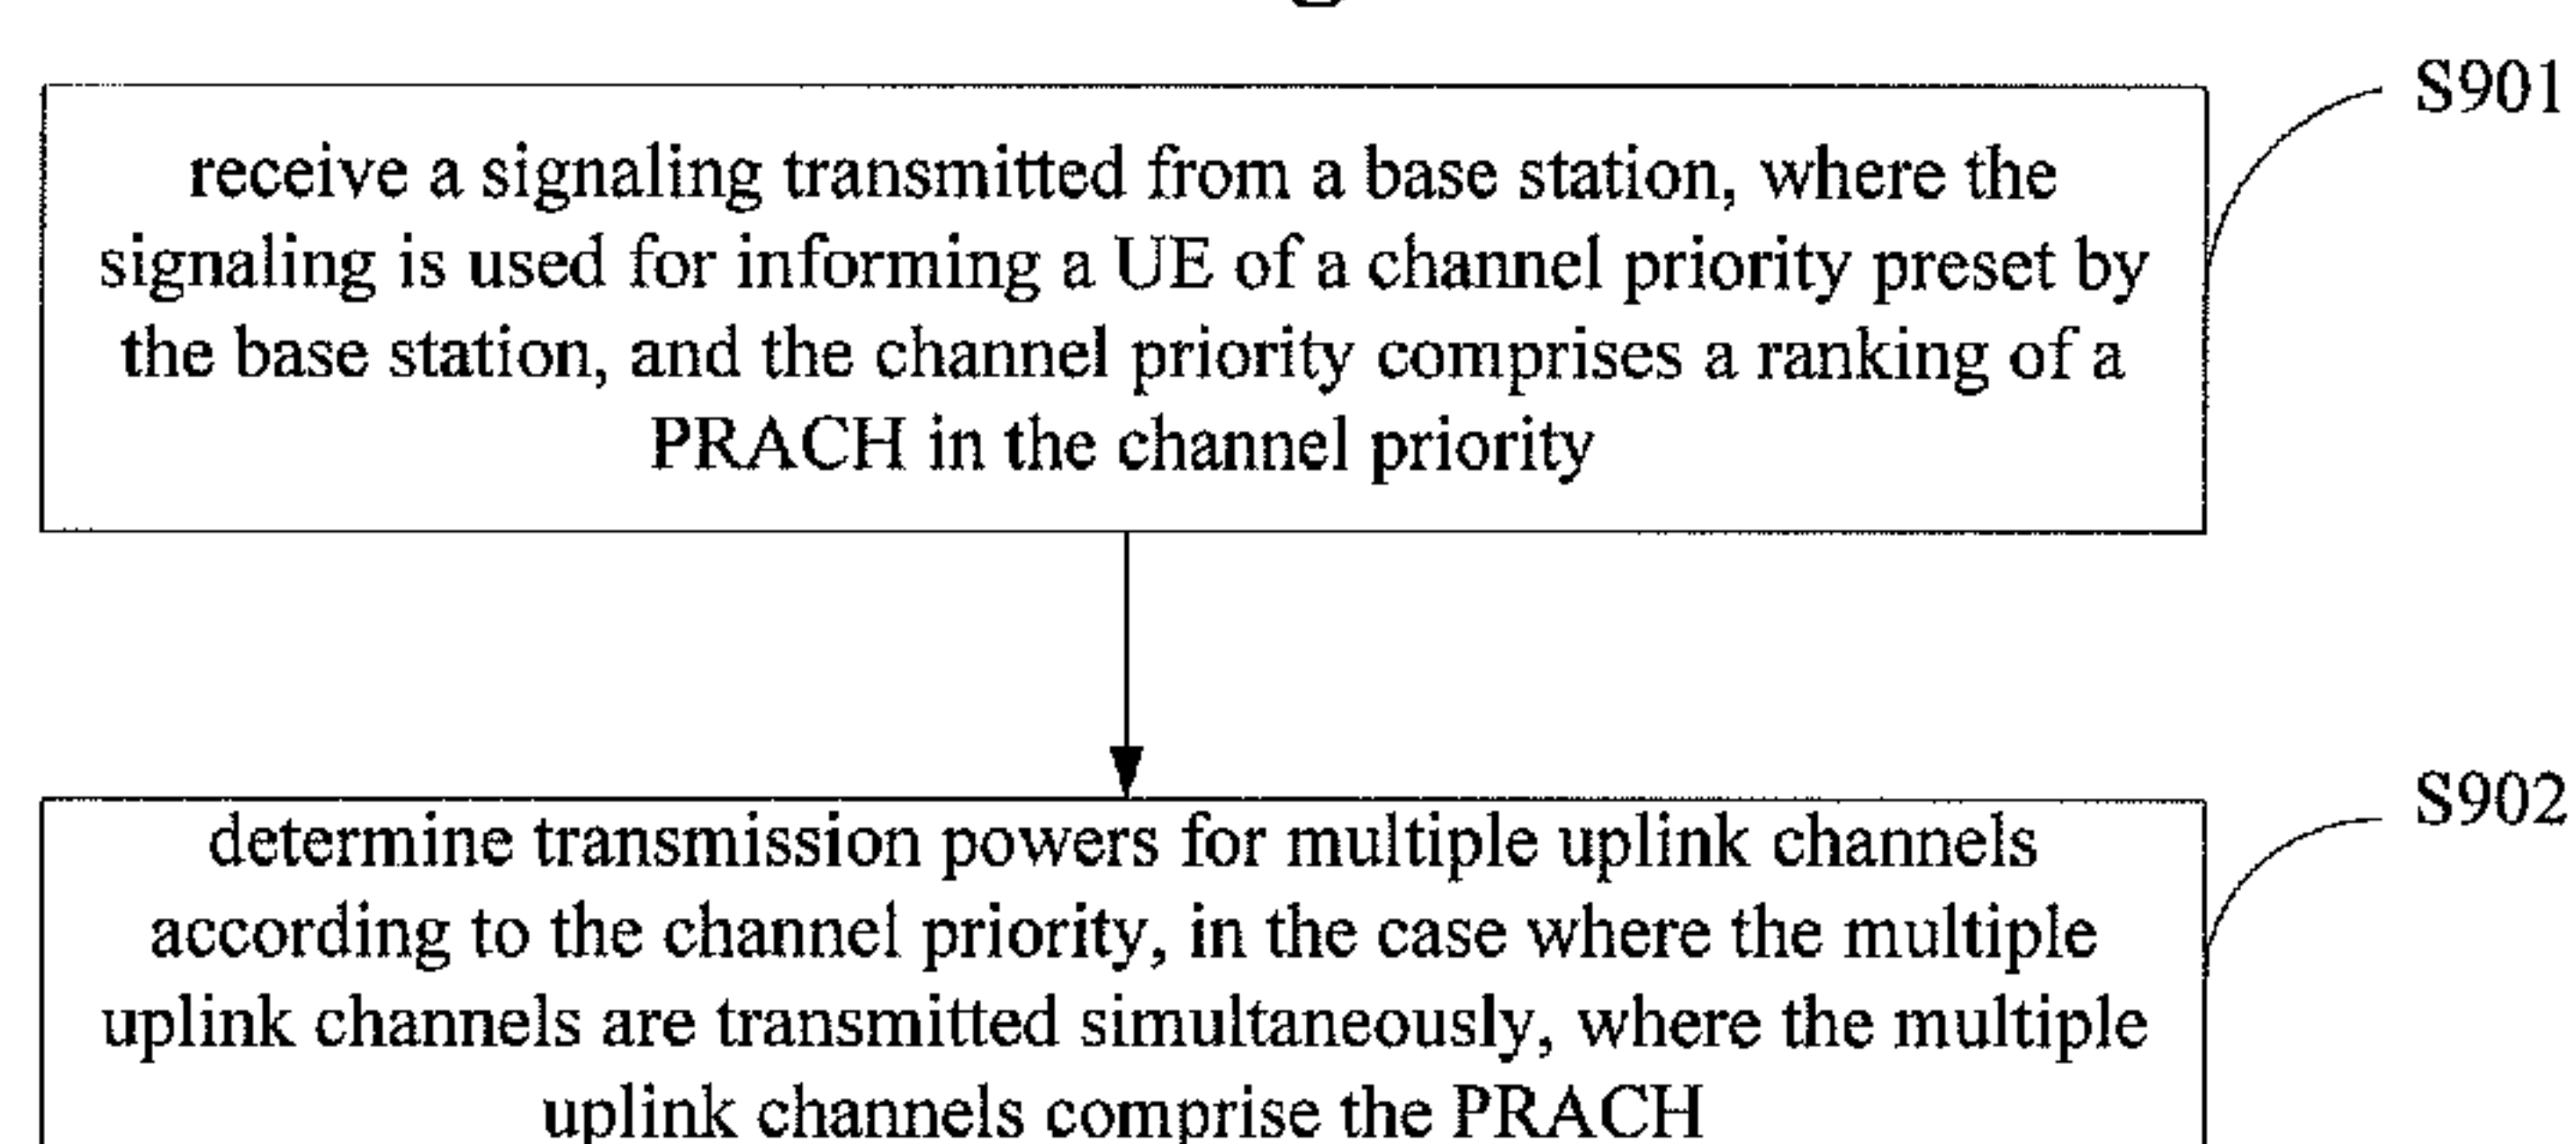 S901
receive a signaling transmitted from a base station, where the
signaling is used for informing a UE of a channel priority preset by
the base station, and the channel priority comprises a ranking of a
PRACH in the channel priority
S902
determine transmission powers for multiple uplink channels
according to the channel priority, in the case where the multiple
uplink channels are transmitted simultaneously, where the multiple
uplink channels comprise the PRACH